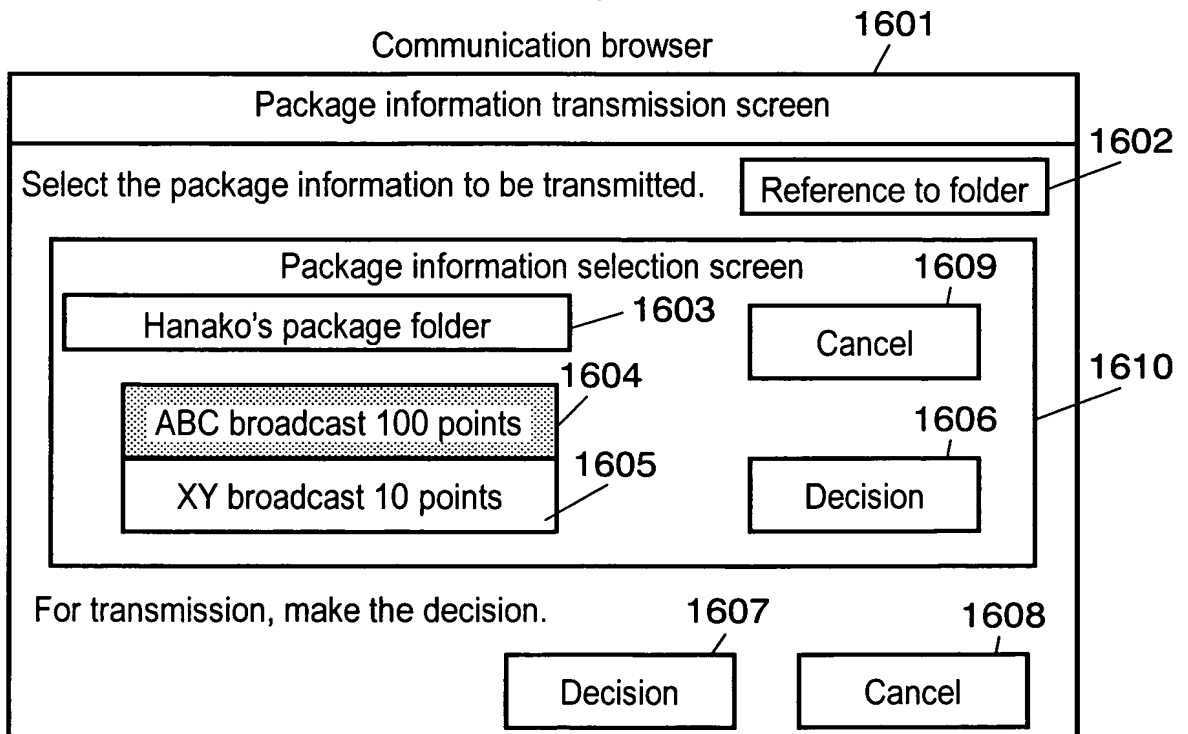 1601
Communication browser
Package information transmission screen
1602
Select the package information to be transmitted.
Reference to folder
Package information selection screen
1609
Hanako's package folder
1603
Cancel
1604
1610
ABC broadcast 100 points
1606
1605
XY broadcast 10 points
Decision
For transmission, make the decision.
1607
1608
Decision
Cancel